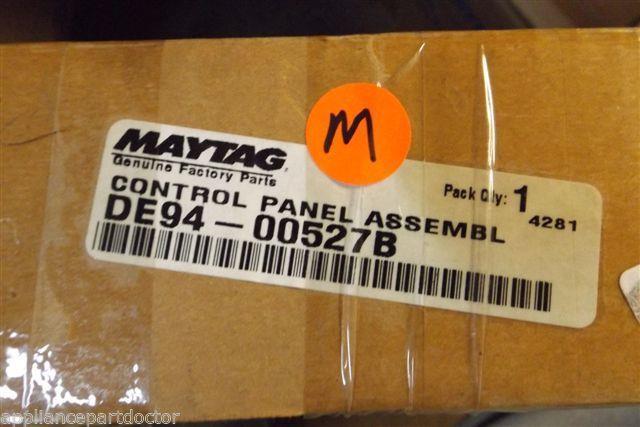 M
MAYTAG
Genuine Factory Parts
Pack Qty: 1
4281
CONTROL PANEL ASSEMBL
DE94-00527B
© appliancepartdoctor